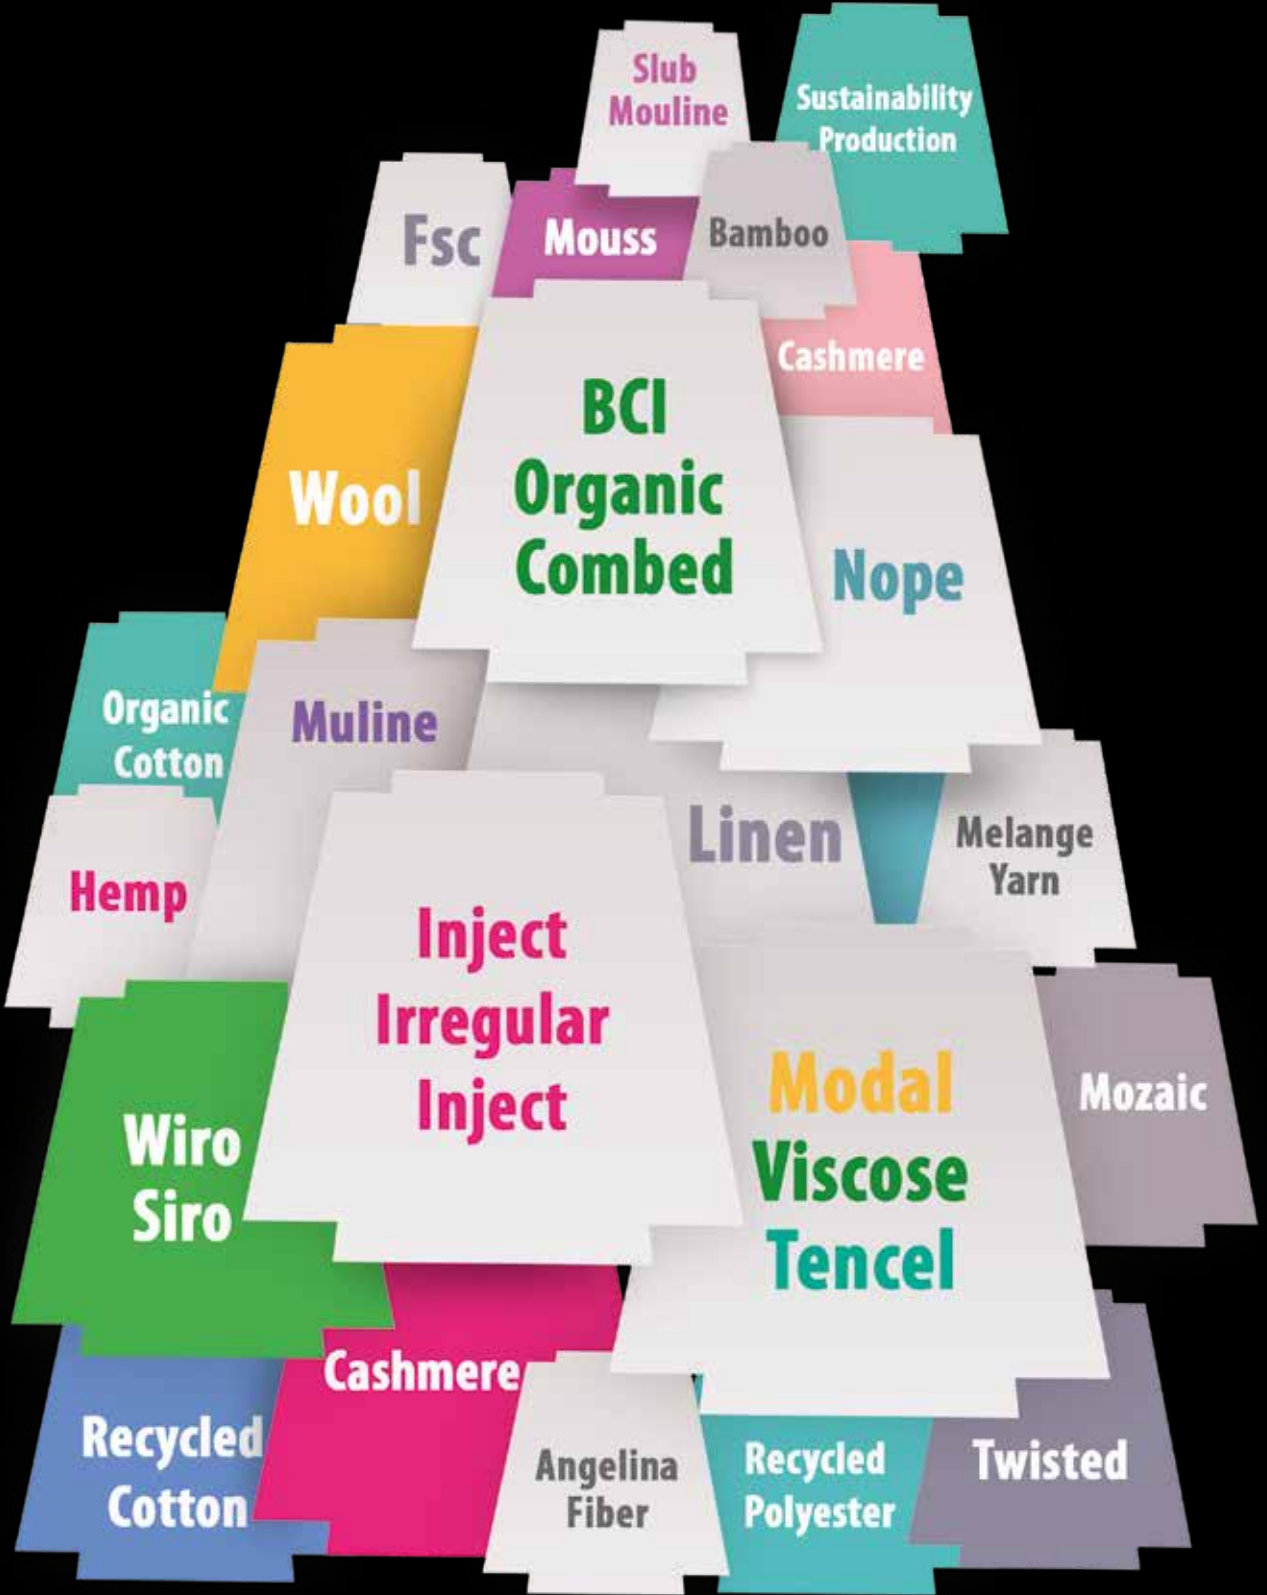 Slub
Mouline
Sustainability
Production
Fsc
Mouss
Bamboo
Cashmere
BCI
Organic
Combed
Wool
Nope
Organic
Cotton
Muline
Linen
Melange
Yarn
Hemp
Inject
Irregular
Inject
Modal
Viscose
Tencel
Mozaic
Wiro
Siro
Cashmere
Recycled
Cotton
Angelina
Fiber
Recycled
Polyester
Twisted